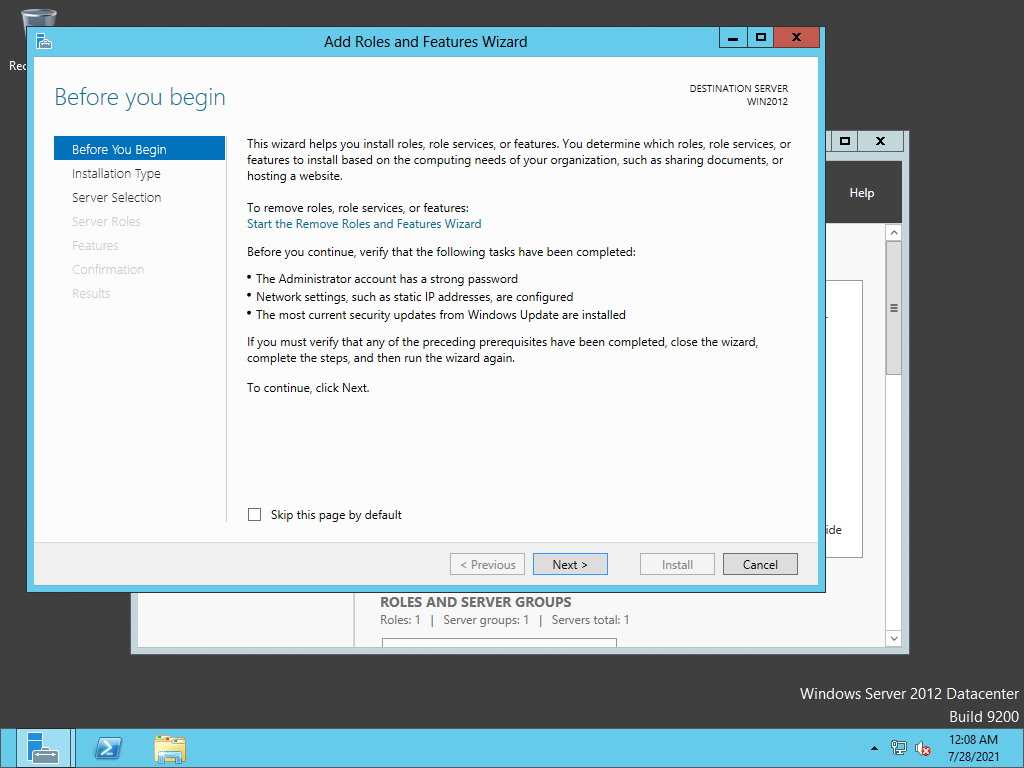 Add Roles and Features Wizard
Before you begin
DESTINATION SERVER
WIN2012
Before You Begin
Installation Type
Server Selection
Server Roles
Features
Confirmation
Results
This wizard helps you install roles, role services, or features. You determine which roles, role services, or
features to install based on the computing needs of your organization, such as sharing documents, or
hosting a website.
To remove roles, role services, or features:
Start the Remove Roles and Features Wizard
Before you continue, verify that the following tasks have been completed:
• The Administrator account has a strong password
• Network settings, such as static IP addresses, are configured
• The most current security updates from Windows Update are installed
If you must verify that any of the preceding prerequisites have been completed, close the wizard,
complete the steps, and then run the wizard again.
To continue, click Next.
Skip this page by default
< Previous
Next >
Install
Cancel
Help
ide
ROLES AND SERVER GROUPS
Roles: 1 | Server groups: 1 | Servers total: 1
Windows Server 2012 Datacenter
Build 9200
12:08 AM
7/28/2021